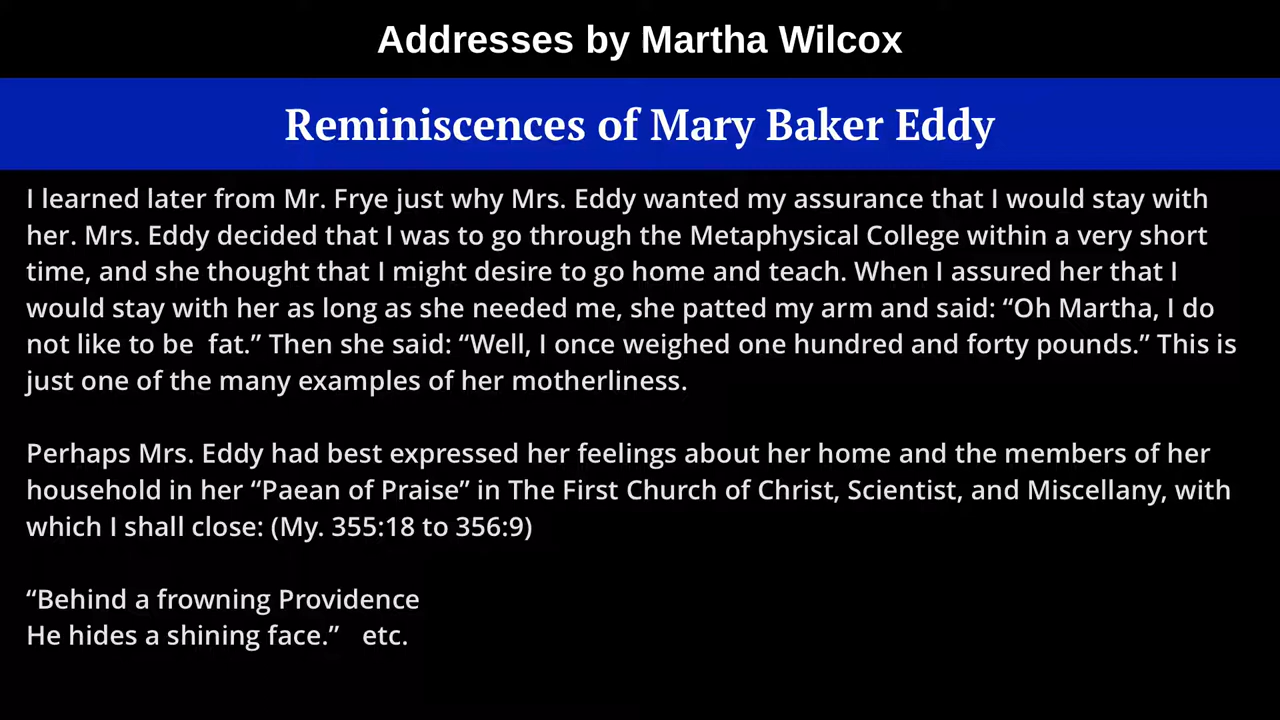 Addresses by Martha Wilcox
Reminiscences of Mary Baker Eddy
I learned later from Mr. Frye just why Mrs. Eddy wanted my assurance that I would stay with
her. Mrs. Eddy decided that I was to go through the Metaphysical College within a very short
time, and she thought that I might desire to go home and teach. When I assured her that I
would stay with her as long as she needed me, she patted my arm and said: “Oh Martha, I do
not like to be  fat.” Then she said: “Well, I once weighed one hundred and forty pounds.” This is
just one of the many examples of her motherliness.
Perhaps Mrs. Eddy had best expressed her feelings about her home and the members of her
household in her “Paean of Praise” in The First Church of Christ, Scientist, and Miscellany, with
which I shall close: (My. 355:18 to 356:9)
“Behind a frowning Providence
He hides a shining face.”   etc.